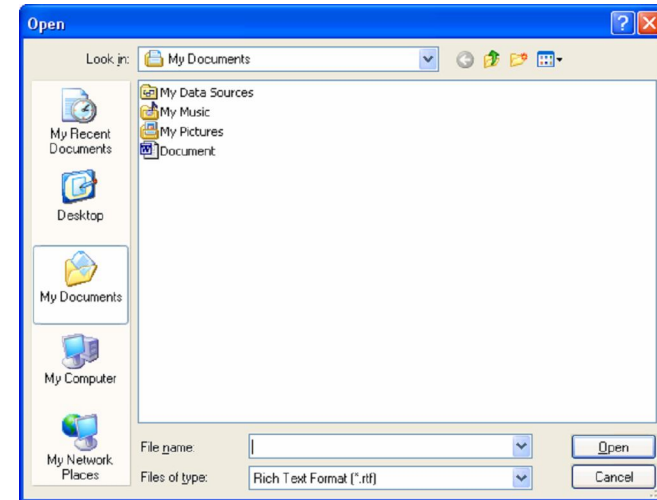 Open
Look in:
My Documents
My Data Sources
My Music
My Pictures
Document
My Recent
Documents
Desktop
My Documents
My Computer
My Network
Places
File name:
Open
Files of type:
Rich Text Format (*.rtf)
Cancel